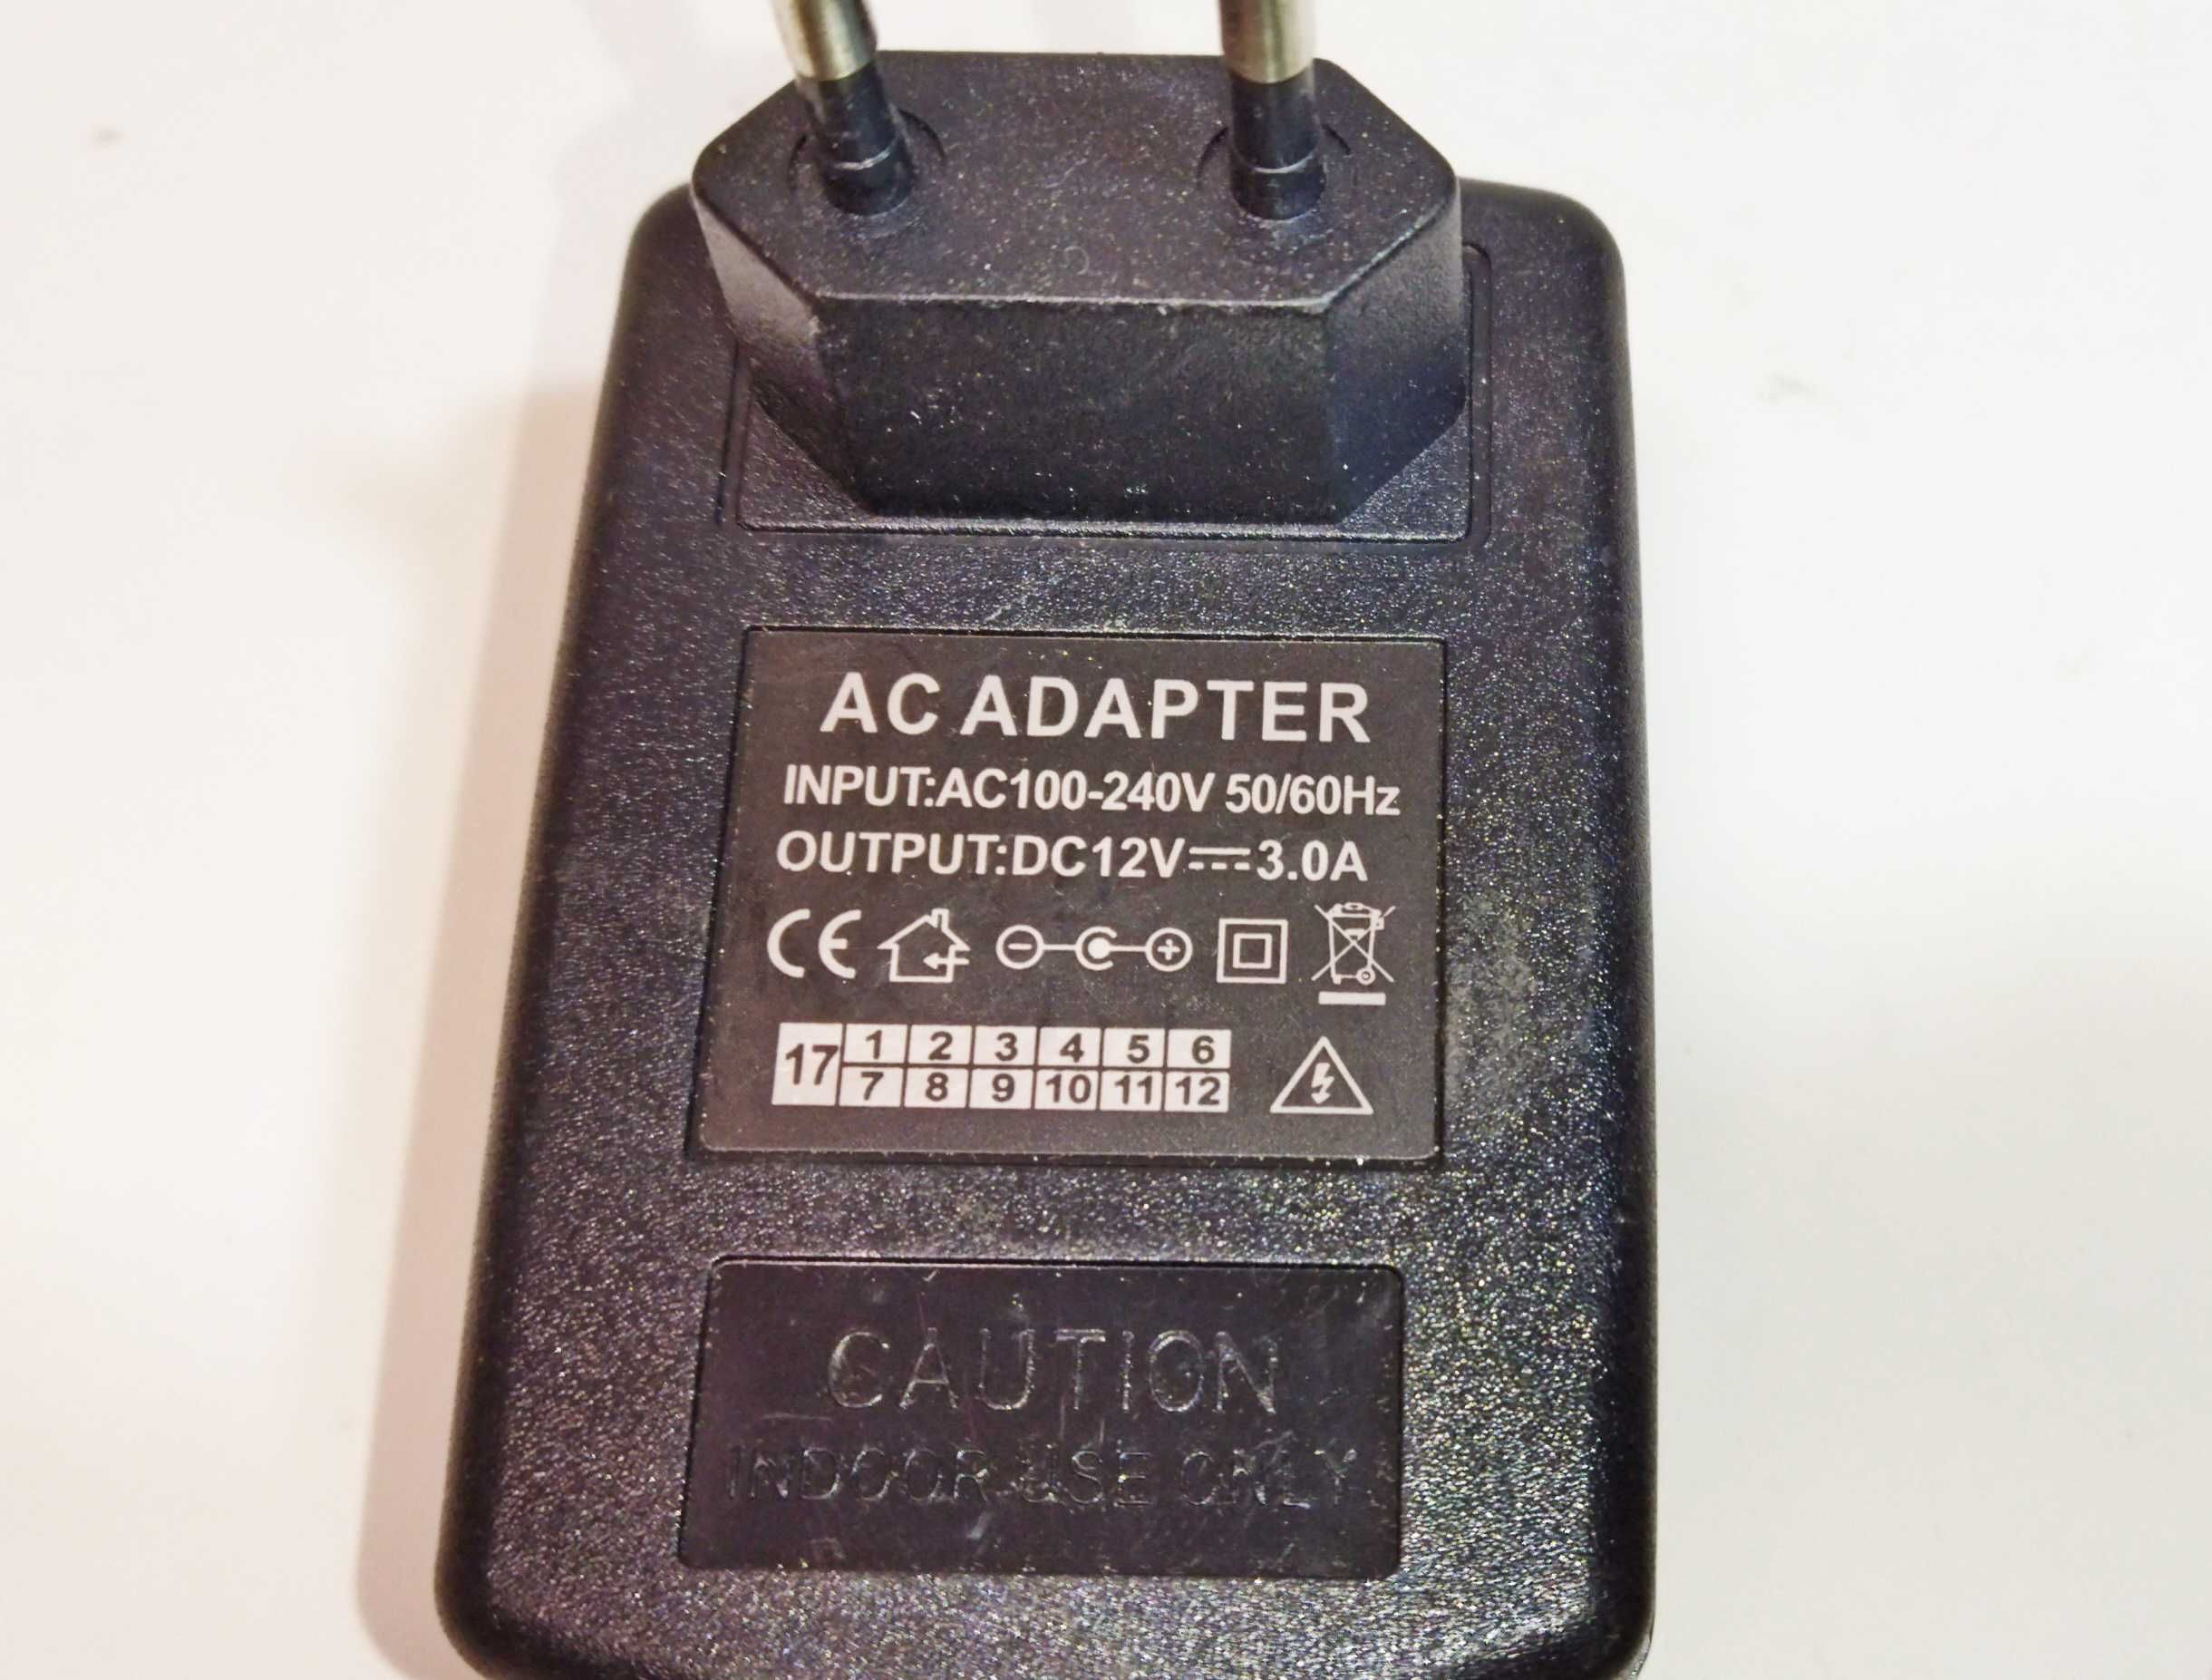 AC ADAPTER
INPUT:AC100-240V 50/60Hz
OUTPUT:DC12V⎓3.0A
CE
17 1 2 3 4 5 6
7 8 9 10 11 12
CAUTION
INDOOR USE ONLY